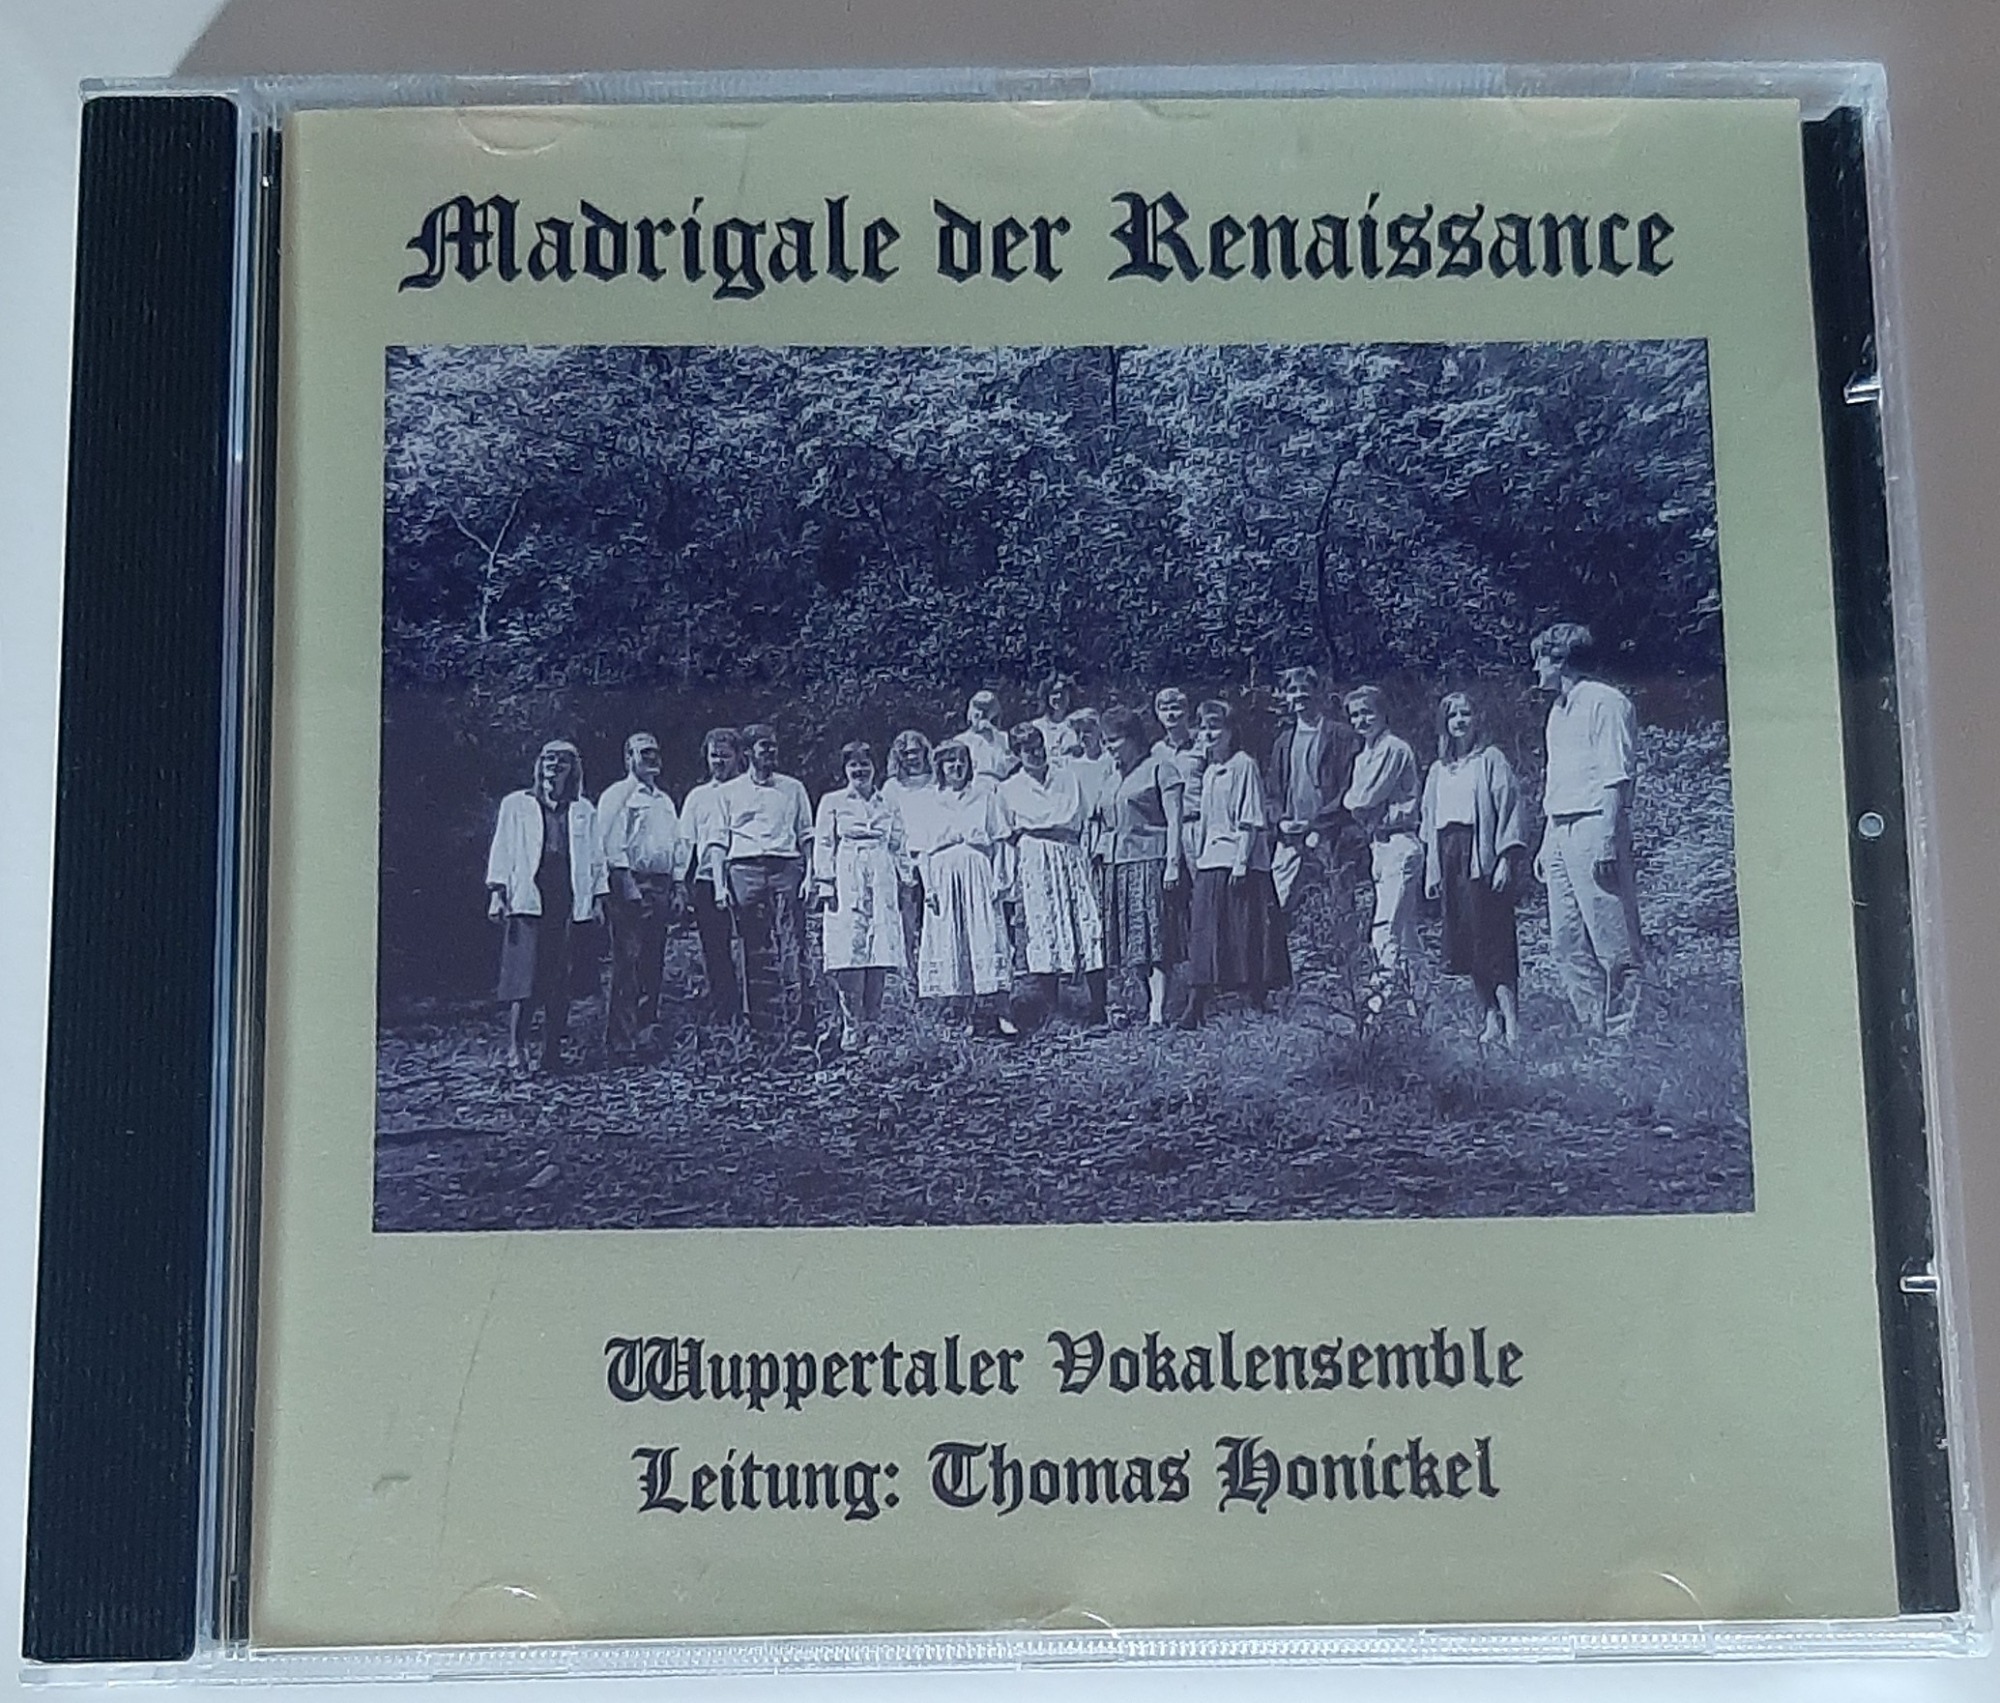 Madrigale der Renaissance
Wuppertaler Vokalensemble
Leitung: Thomas Honickel